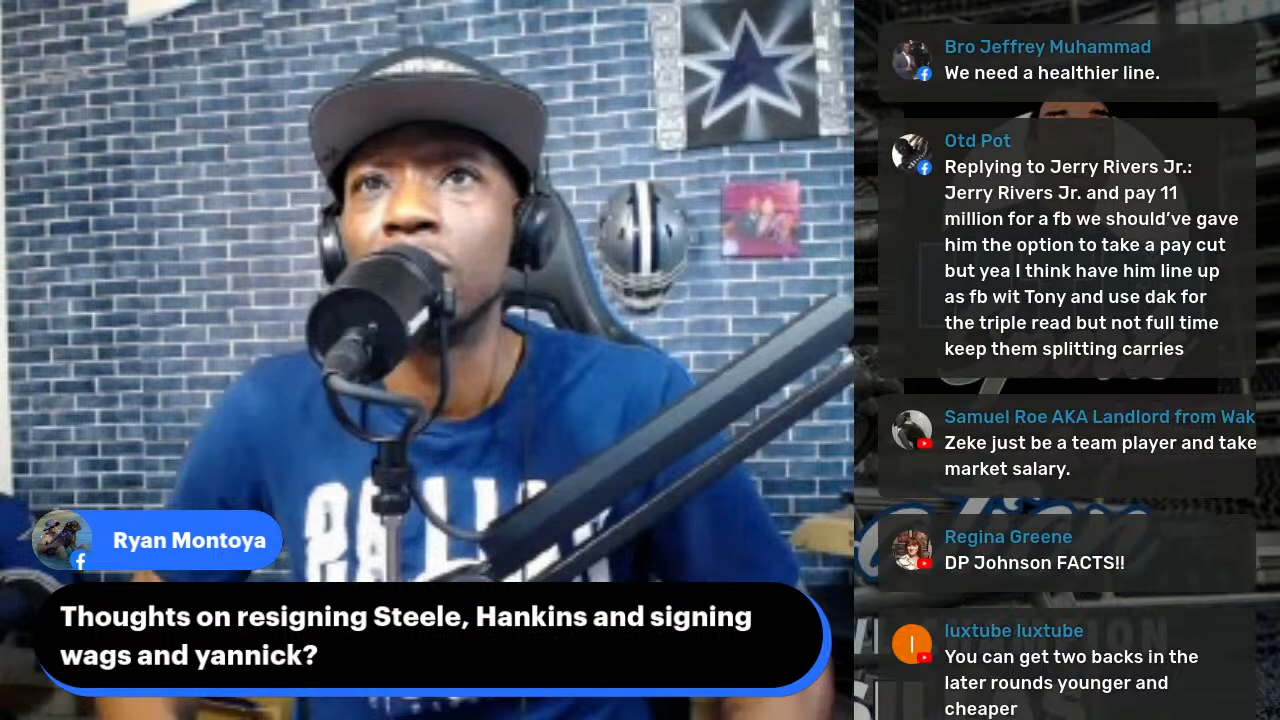 Ryan Montoya
Thoughts on resigning Steele, Hankins and signing
wags and yannick?
Bro Jeffrey Muhammad
We need a healthier line.
Otd Pot
Replying to Jerry Rivers Jr.:
Jerry Rivers Jr. and pay 11
million for a fb we should’ve gave
him the option to take a pay cut
but yea I think have him line up
as fb wit Tony and use dak for
the triple read but not full time
keep them splitting carries
Samuel Roe AKA Landlord from Wak
Zeke just be a team player and take
market salary.
Regina Greene
DP Johnson FACTS!!
luxtube luxtube
You can get two backs in the
later rounds younger and
cheaper